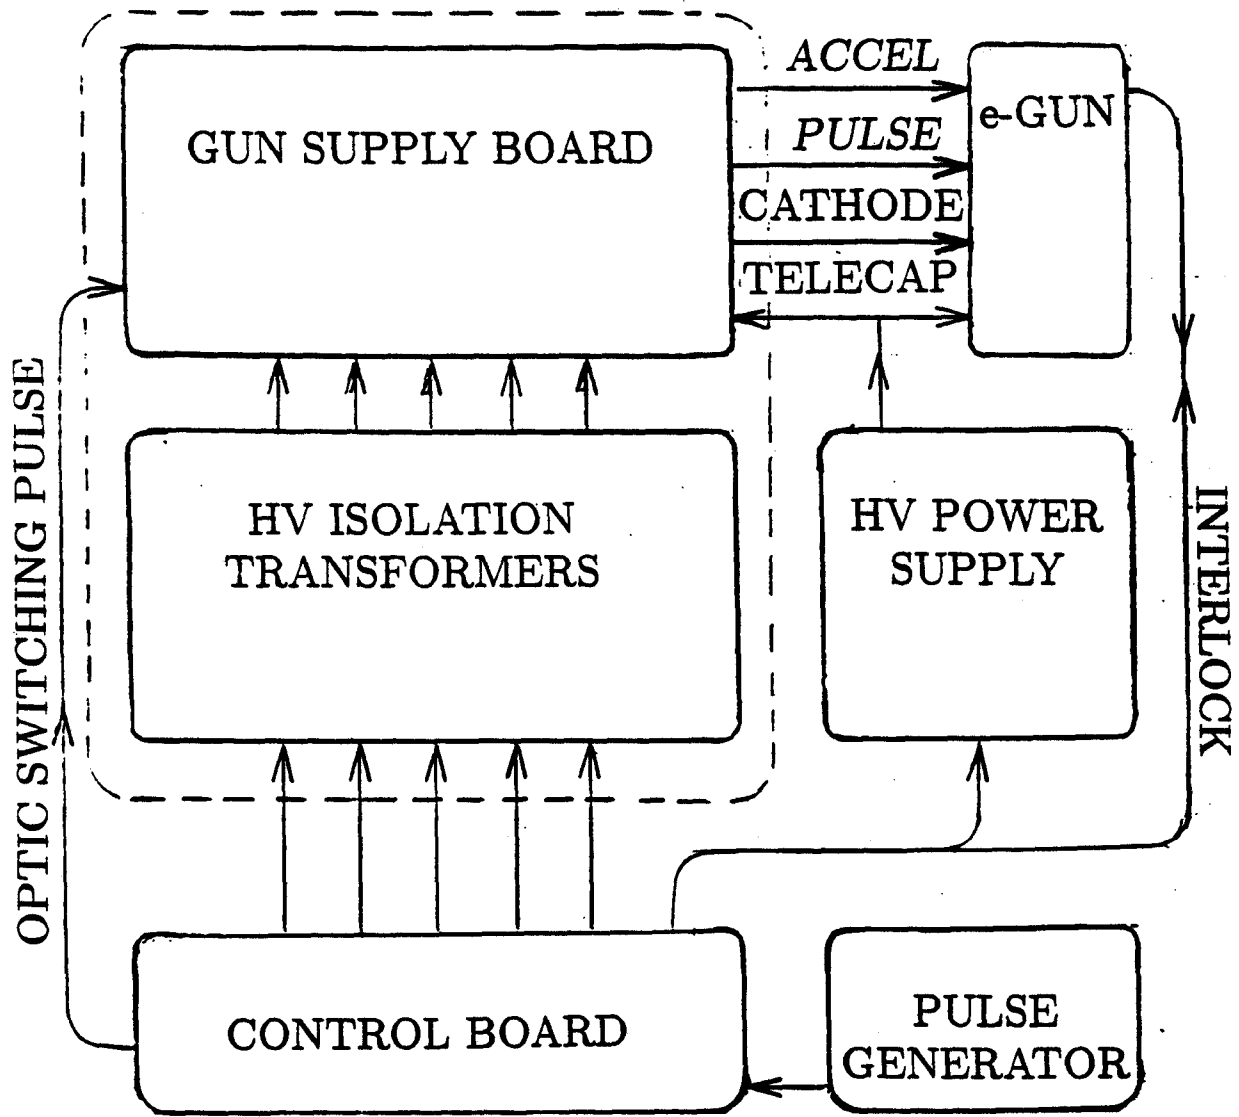 ACCEL
e-GUN
GUN SUPPLY BOARD
PULSE
CATHODE
TELECAP
OPTIC SWITCHING PULSE
HV ISOLATION
TRANSFORMERS
HV POWER
SUPPLY
INTERLOCK
CONTROL BOARD
PULSE
GENERATOR